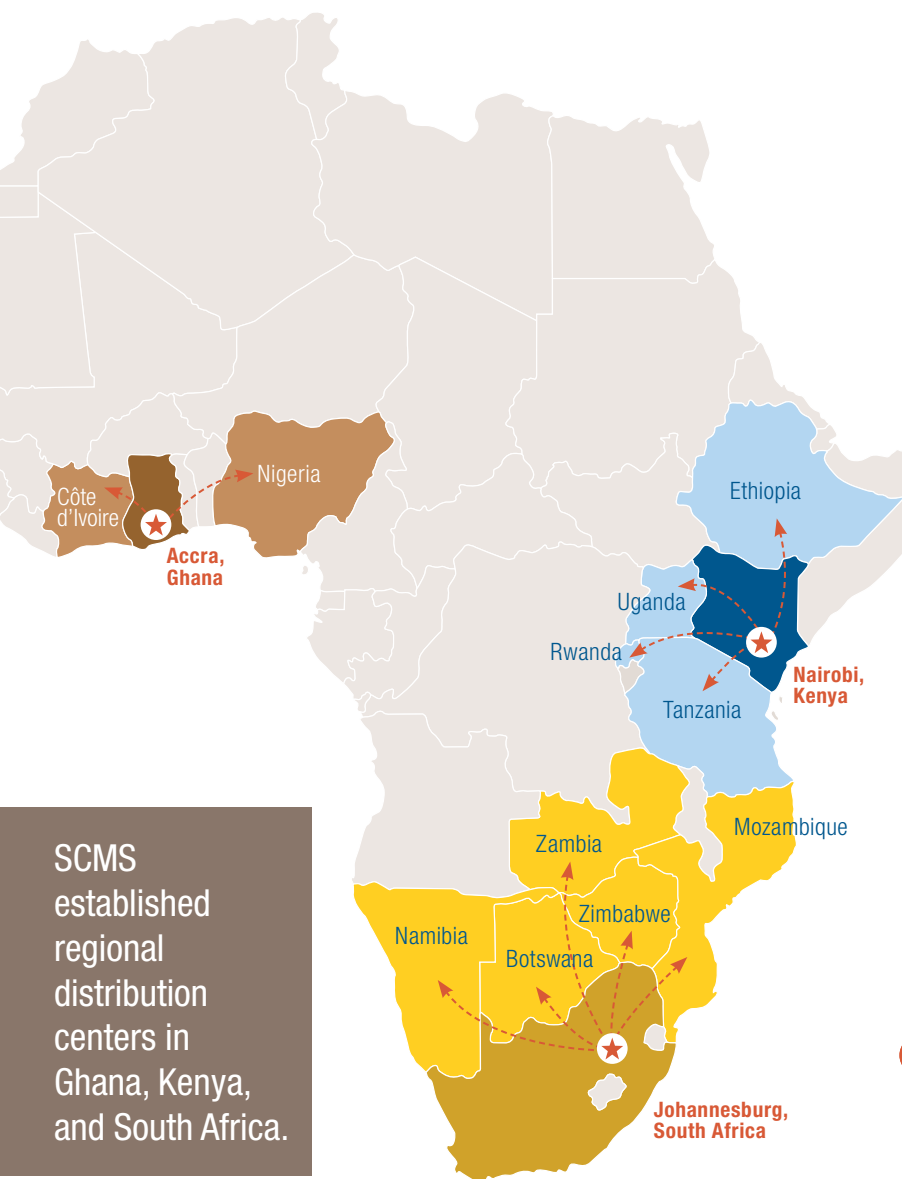 Nigeria
Côte
d'Ivoire
Accra,
Ghana
Ethiopia
Uganda
Rwanda
Nairobi,
Kenya
Tanzania
Mozambique
Zambia
Zimbabwe
Namibia
Botswana
Johannesburg,
South Africa
SCMS
established
regional
distribution
centers in
Ghana, Kenya,
and South Africa.